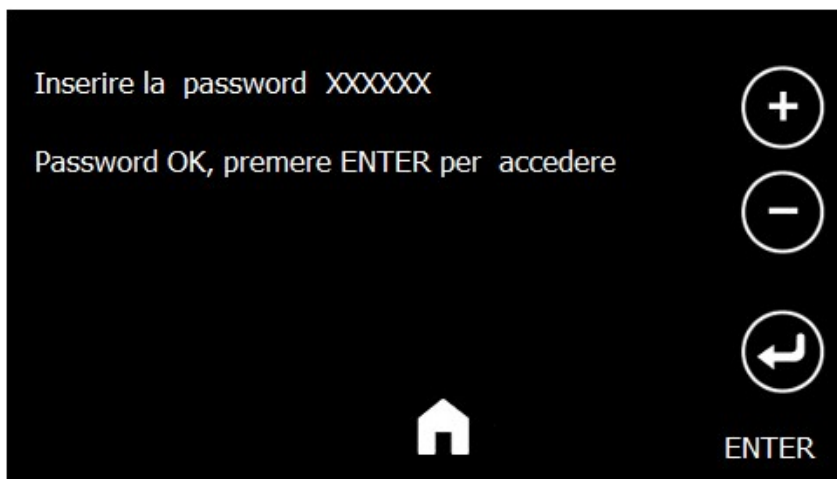 Inserire la password XXXXXX
Password OK, premere ENTER per accedere
ENTER